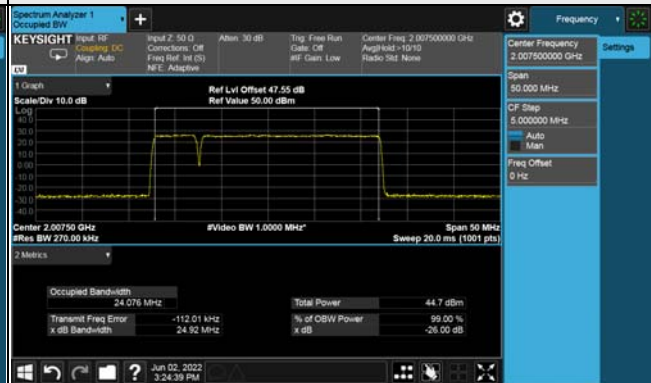 Spectrum Analyzer 1
Occupied BW
Frequency
KEYSIGHT
Input: RF
Coupling: DC
Align: Auto
Input Z: 50 Ω
Corrections: Off
Freq Ref: Int (S)
NFE: Adaptive
Atten: 30 dB
Trig: Free Run
Gate: Off
#IF Gain: Low
Center Freq: 2.007500000 GHz
Avg|Hold:>10/10
Radio Std: None
Center Frequency
2.007500000 GHz
Settings
Span
50.000 MHz
CF Step
5.000000 MHz
Auto
Man
Freq Offset
0 Hz
1 Graph
Scale/Div 10.0 dB
Ref Lvl Offset 47.55 dB
Ref Value 50.00 dBm
Log
40.0
30.0
20.0
10.0
0.00
-10.0
-20.0
-30.0
-40.0
Center 2.00750 GHz
#Res BW 270.00 kHz
#Video BW 1.0000 MHz*
Span 50 MHz
Sweep 20.0 ms (1001 pts)
2 Metrics
Occupied Bandwidth
24.076 MHz
Total Power
44.7 dBm
Transmit Freq Error
-112.01 kHz
% of OBW Power
99.00 %
x dB Bandwidth
24.92 MHz
x dB
-26.00 dB
Jun 02, 2022
3:24:39 PM